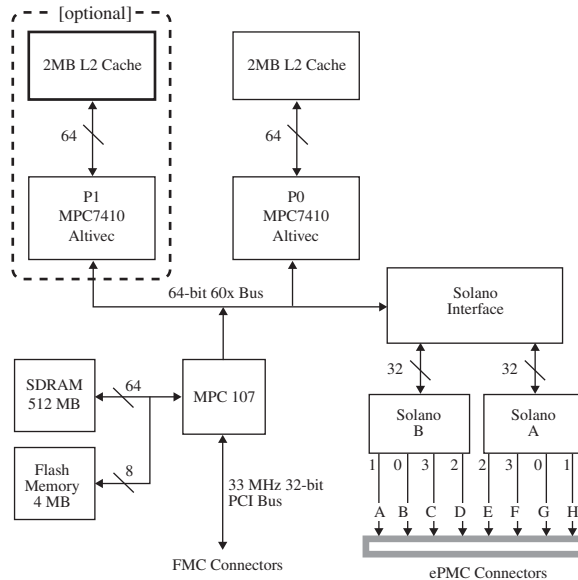 [optional]
2MB L2 Cache
2MB L2 Cache
64
64
P1
MPC7410
Altivec
P0
MPC7410
Altivec
64-bit 60x Bus
Solano
Interface
SDRAM
512 MB
64
MPC 107
32
32
Solano
B
Solano
A
Flash
Memory
4 MB
8
33 MHz 32-bit
PCI Bus
1 0 3 2 2 3 0 1
A B C D E F G H
FMC Connectors
ePMC Connectors